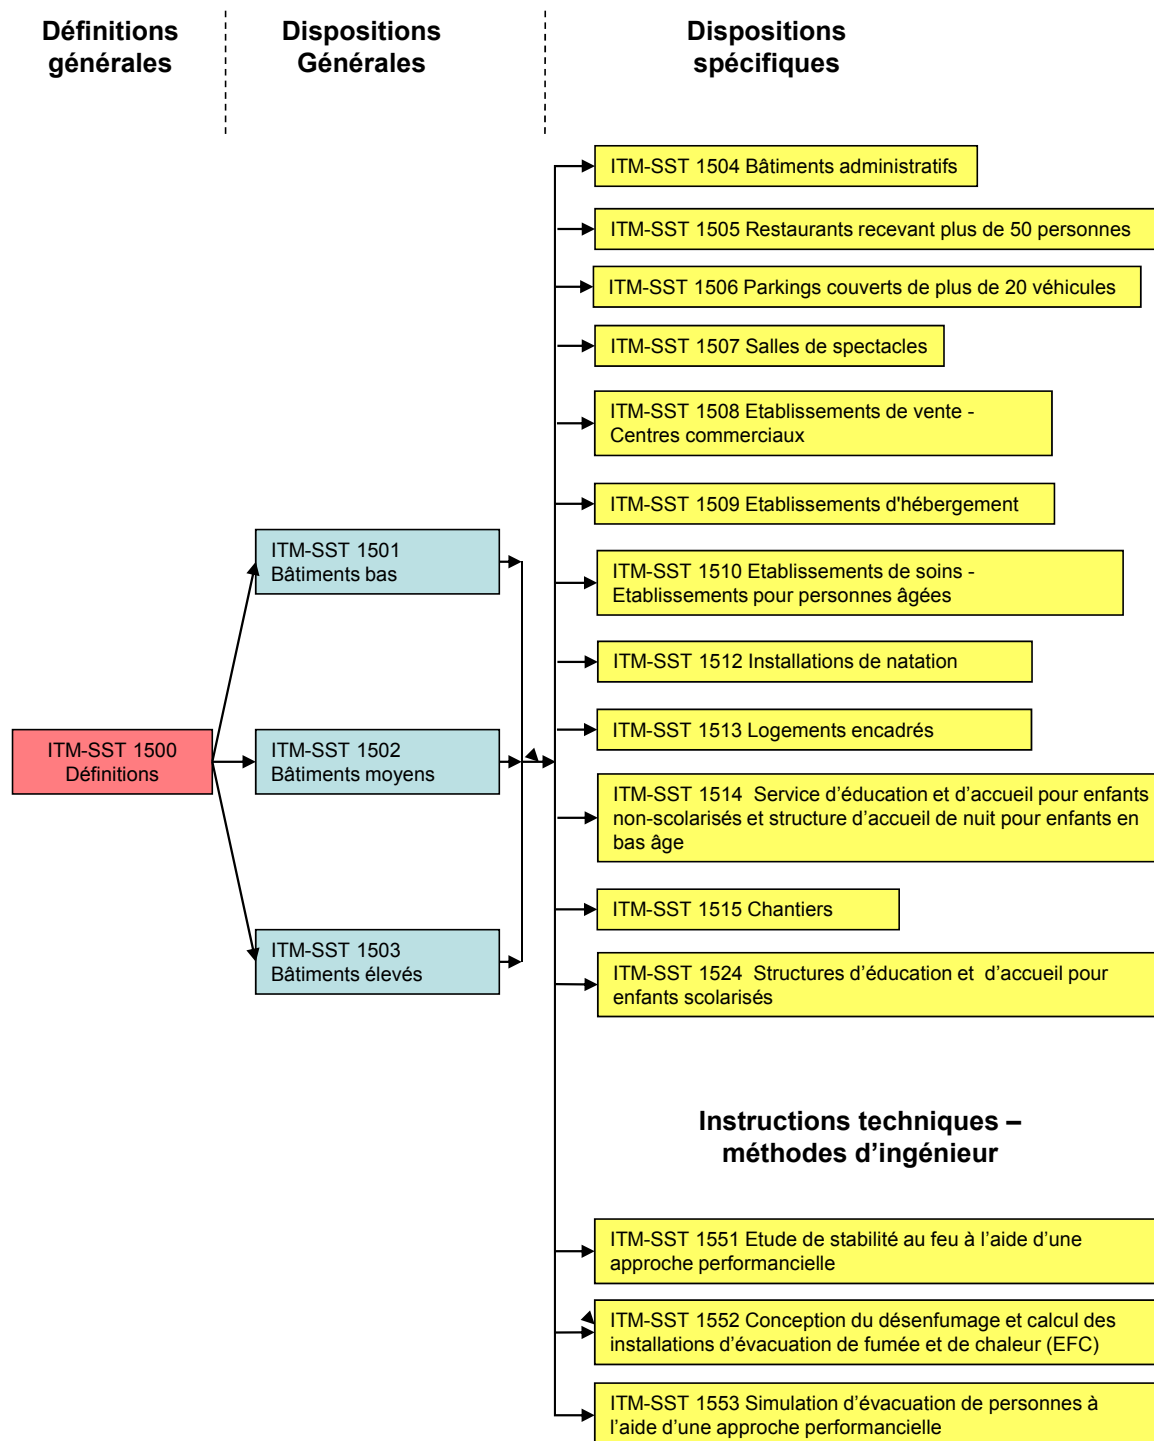 Définitions
générales
Dispositions
Générales
Dispositions
spécifiques
ITM-SST 1504 Bâtiments administratifs
ITM-SST 1505 Restaurants recevant plus de 50 personnes
ITM-SST 1506 Parkings couverts de plus de 20 véhicules
ITM-SST 1507 Salles de spectacles
ITM-SST 1508 Etablissements de vente -
Centres commerciaux
ITM-SST 1509 Etablissements d'hébergement
ITM-SST 1501
Bâtiments bas
ITM-SST 1510 Etablissements de soins -
Etablissements pour personnes âgées
ITM-SST 1512 Installations de natation
ITM-SST 1513 Logements encadrés
ITM-SST 1500
Définitions
ITM-SST 1502
Bâtiments moyens
ITM-SST 1514  Service d’éducation et d’accueil pour enfants
non-scolarisés et structure d’accueil de nuit pour enfants en
bas âge
ITM-SST 1515 Chantiers
ITM-SST 1503
Bâtiments élevés
ITM-SST 1524  Structures d’éducation et  d’accueil pour
enfants scolarisés
Instructions techniques –
méthodes d’ingénieur
ITM-SST 1551 Etude de stabilité au feu à l’aide d’une
approche performancielle
ITM-SST 1552 Conception du désenfumage et calcul des
installations d’évacuation de fumée et de chaleur (EFC)
ITM-SST 1553 Simulation d’évacuation de personnes à
l’aide d’une approche performancielle